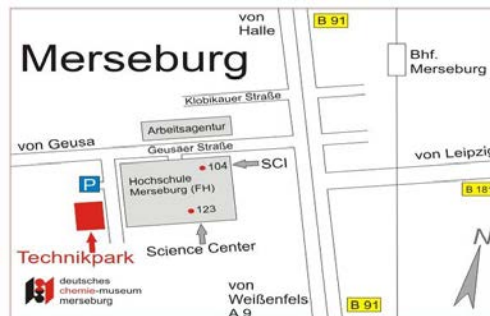 von
Halle
B 91
Merseburg
Bhf.
Merseburg
Klobikauer Straße
Arbeitsagentur
von Geusa
Geusaer Straße
104
SCI
von Leipzig
P
Hochschule
Merseburg (FH)
B 181
123
Technikpark
Science Center
N
deutsches
chemie-museum
merseburg
von
Weißenfels
A 9
B 91